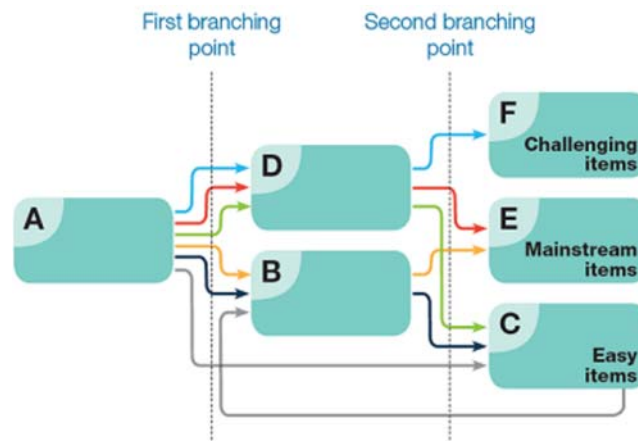 First branching
point
Second branching
point
A
D
B
F
Challenging
items
E
Mainstream
items
C
Easy
items